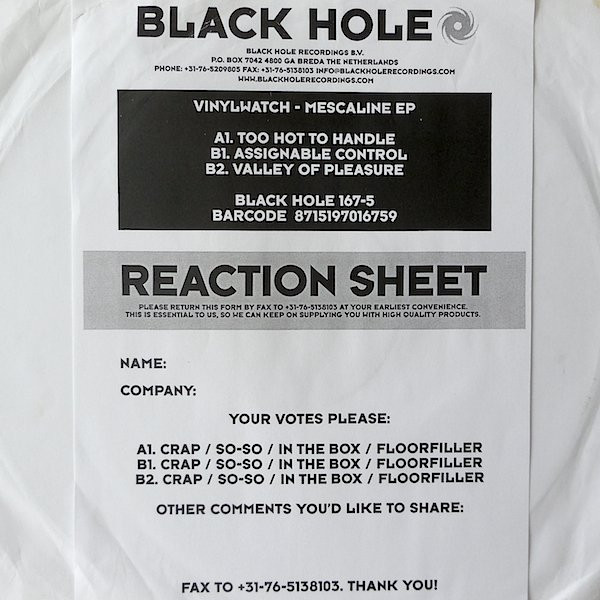 BLACK HOLE
BLACK HOLE RECORDINGS B.V.
P.O. BOX 7042 4800 GA BREDA THE NETHERLANDS
PHONE: +31-76-5209805 FAX: +31-76-5138103 INFO@BLACKHOLERECORDINGS.COM
WWW.BLACKHOLERECORDINGS.COM
VINYLWATCH - MESCALINE EP
A1. TOO HOT TO HANDLE
B1. ASSIGNABLE CONTROL
B2. VALLEY OF PLEASURE
BLACK HOLE 167-5
BARCODE 8715197016759
REACTION SHEET
PLEASE RETURN THIS FORM BY FAX TO +31-76-5138103 AT YOUR EARLIEST CONVENIENCE.
THIS IS ESSENTIAL TO US, SO WE CAN KEEP ON SUPPLYING YOU WITH HIGH QUALITY PRODUCTS.
NAME:
COMPANY:
YOUR VOTES PLEASE:
A1. CRAP / SO-SO / IN THE BOX / FLOORFILLER
B1. CRAP / SO-SO / IN THE BOX / FLOORFILLER
B2. CRAP / SO-SO / IN THE BOX / FLOORFILLER
OTHER COMMENTS YOU'D LIKE TO SHARE:
FAX TO +31-76-5138103. THANK YOU!